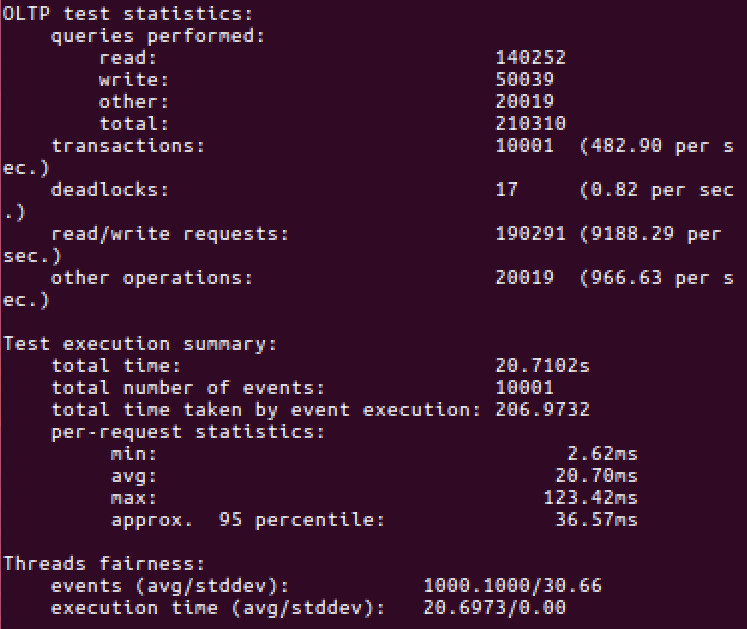 OLTP test statistics:
    queries performed:
        read:                            140252
        write:                           50039
        other:                           20019
        total:                           210310
    transactions:                        10001  (482.90 per s
ec.)
    deadlocks:                           17     (0.82 per sec
.)
    read/write requests:                 190291 (9188.29 per
sec.)
    other operations:                    20019  (966.63 per s
ec.)

Test execution summary:
    total time:                          20.7102s
    total number of events:              10001
    total time taken by event execution: 206.9732
    per-request statistics:
         min:                                  2.62ms
         avg:                                 20.70ms
         max:                                123.42ms
         approx.  95 percentile:              36.57ms

Threads fairness:
    events (avg/stddev):           1000.1000/30.66
    execution time (avg/stddev):   20.6973/0.00